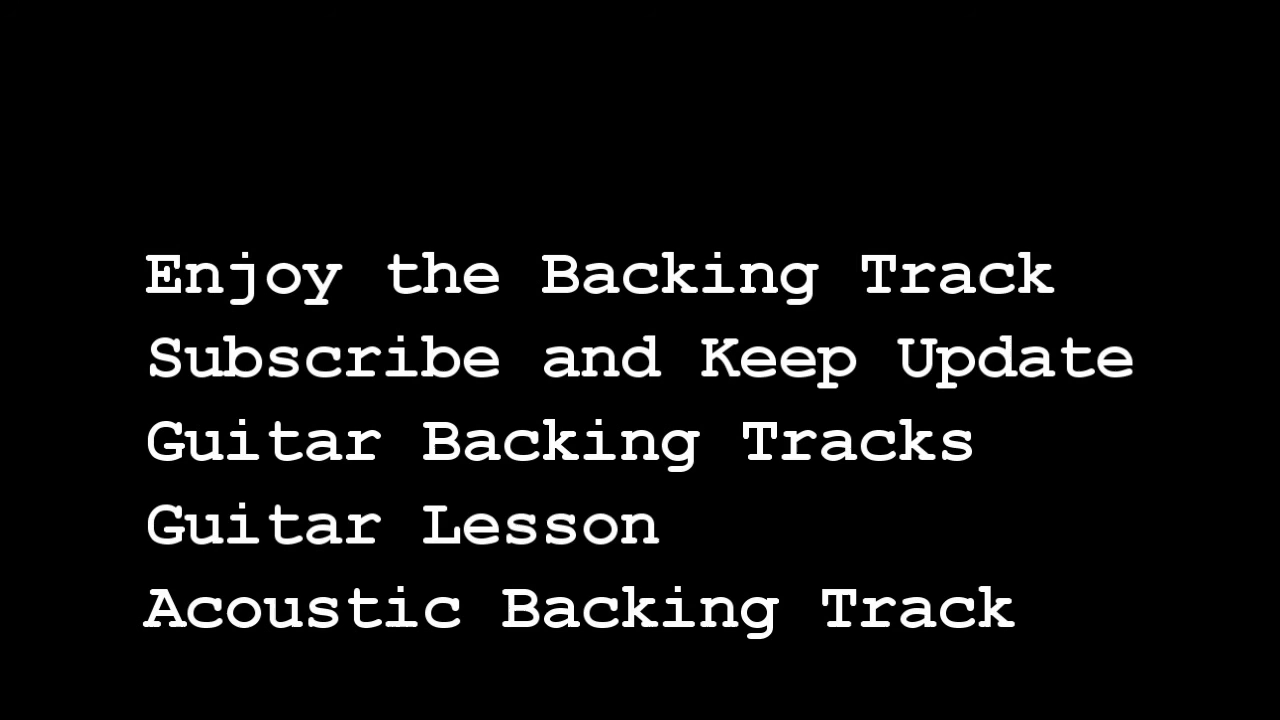 Enjoy the Backing Track
Subscribe and Keep Update
Guitar Backing Tracks
Guitar Lesson
Acoustic Backing Track